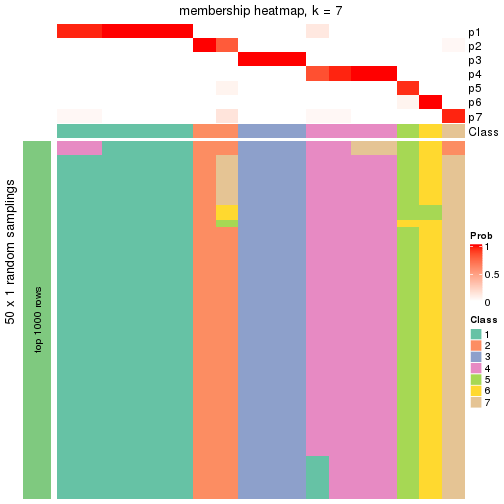 membership heatmap, k = 7
p1
p2
p3
p4
p5
p6
p7
Class
50 x 1 random samplings
top 1000 rows
Prob
1
0.5
0
Class
1
2
3
4
5
6
7